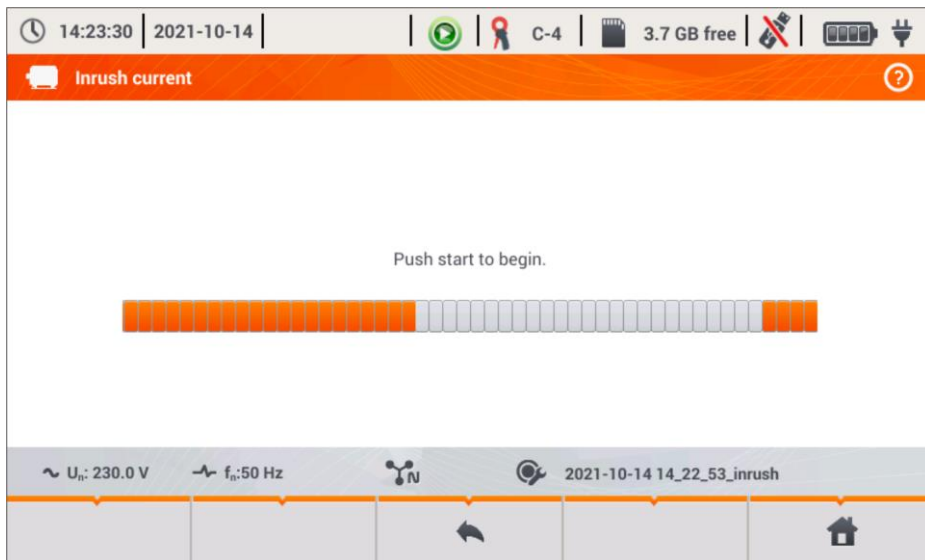 14:23:30 2021-10-14 C-4 3.7 GB free
Inrush current ?
Push start to begin.
Uₙ: 230.0 V fₙ:50 Hz N 2021-10-14 14_22_53_inrush